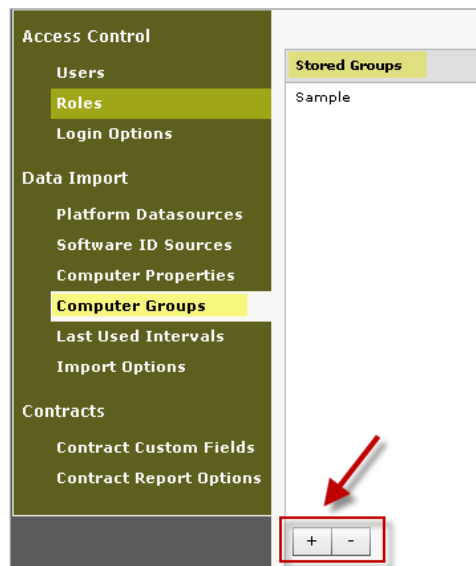 Access Control
Users
Roles
Login Options
Data Import
Platform Datasources
Software ID Sources
Computer Properties
Computer Groups
Last Used Intervals
Import Options
Contracts
Contract Custom Fields
Contract Report Options
Stored Groups
Sample
+ -